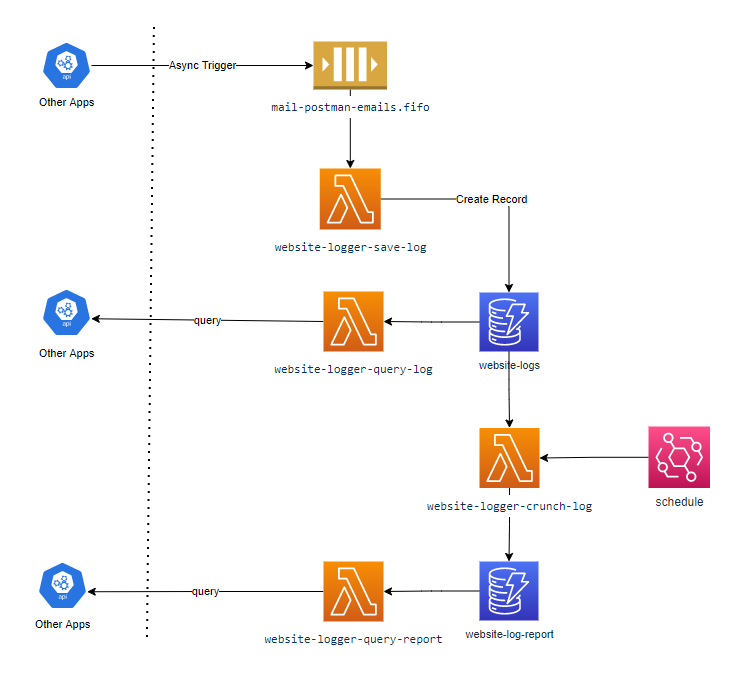 api
Other Apps
Async Trigger
mail-postman-emails.fifo
Create Record
website-logger-save-log
api
Other Apps
query
website-logger-query-log
website-logs
website-logger-crunch-log
schedule
api
Other Apps
query
website-logger-query-report
website-log-report